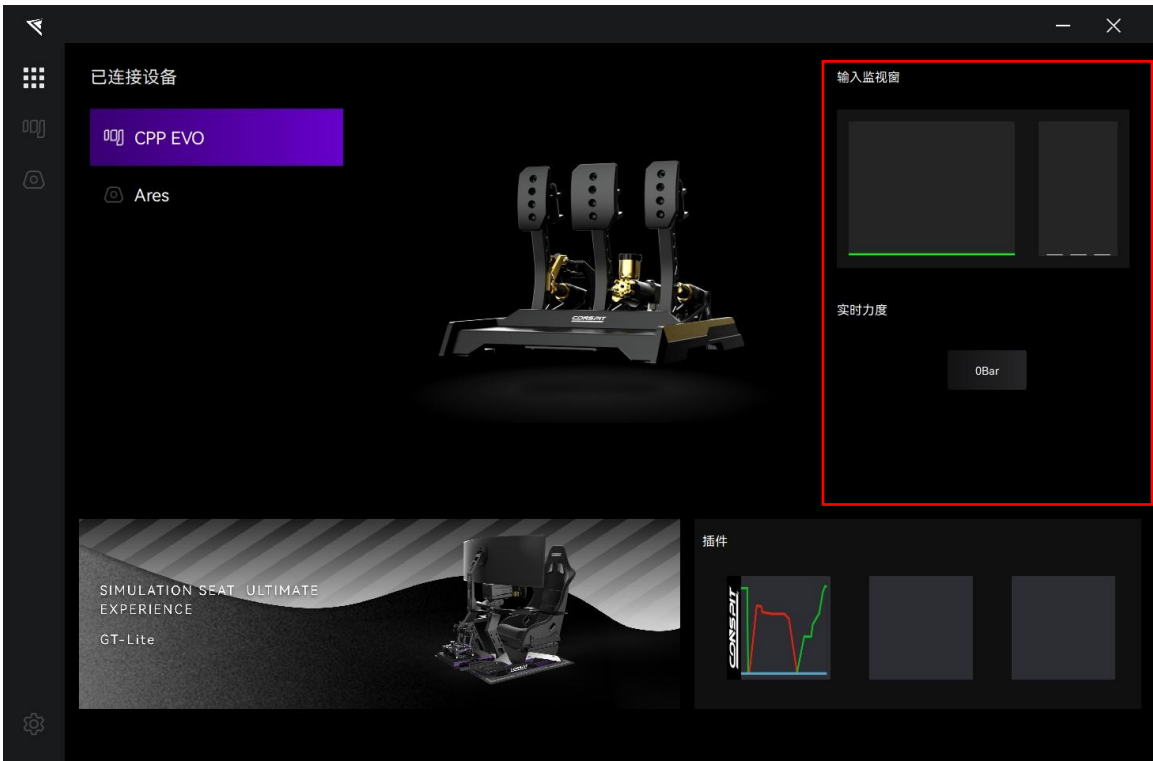 已连接设备
CPP EVO
Ares
CONSPIT
输入监视窗
实时力度
0Bar
SIMULATION SEAT ULTIMATE
EXPERIENCE
GT-Lite
插件
CONSPIT